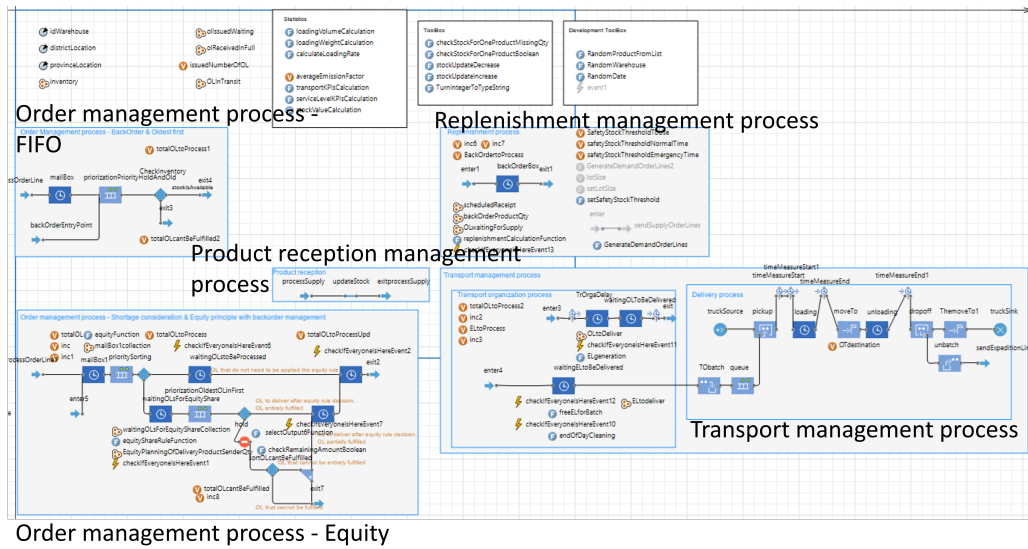 idWarehouse
districtLocation
provinceLocation
inventory
olIssuedWaiting
olReceivedInFull
issuedNumberOfOL
OLInTransit
Statistics
loadingVolumeCalculation
loadingWeightCalculation
calculateLoadingRate
averageEmissionFactor
transportKPIsCalculation
serviceLevelKPIsCalculation
stockValueCalculation
ToolBox
checkStockForOneProductMissingQty
checkStockForOneProductBoolean
stockUpdateDecrease
stockUpdateIncrease
TurnIntegerToTypeString
Development ToolBox
RandomProductFromList
RandomWarehouse
RandomDate
event1
Order management process -
FIFO
Order Management process - BackOrder & Oldest first
totalOLtoProcess1
mailBox
priorizationPriorityHoldAndOld
CheckInventory
stockIsAvailable
exit4
exit3
backOrderEntryPoint
totalOLcantBeFulfilled2
Replenishment management process
Replenishment process
inc6
inc7
BackOrdertoProcess
enter1
backOrderBox
exit1
scheduledReceipt
backOrderProductQty
OLwaitingForSupply
replenishmentCalculationFunction
checkIfEveryoneIsHereEvent13
safetyStockThresholdNormalTime
safetyStockThresholdEmergencyTime
GenerateDemandOrderLines2
lotSize
setLotSize
setSafetyStockThreshold
enter
sendSupplyOrderLines
GenerateDemandOrderLines
Product reception management
process
Product reception
processSupply
updateStock
exitprocessSupply
Order management process - Shortage consideration & Equity principle with backorder management
totalOL
equityFunction
totalOLtoProcess
totalOLtoProcessUpd
inc
mailBox1collection
checkIfEveryoneIsHereEvent6
checkIfEveryoneIsHereEvent2
inc1
mailBox1
prioritySorting
waitingOLstoBeProcessed
exit2
OL that do not need to be applied the equity rule
enter5
priorizationOldestOLinFirst
waitingOLsForEquityShare
OL to deliver after equity rule decision,
OL entirely fulfilled
hold
checkIfEveryoneIsHereEvent7
waitingOLsForEquityShareCollection
selectOutput6Function
OL to deliver after equity rule decision,
OL partially fulfilled
equityShareRuleFunction
checkRemainingAmountBoolean
EquityPlanningOfDeliveryProductSenderQty
sortOLcantBeFulfilled
OL that cannot be entirely fulfilled
checkIfEveryoneIsHereEvent1
totalOLcantBeFulfilled
inc8
exit7
OL that cannot be fulfilled
Order management process - Equity
Transport management process
Transport organization process
totalOLtoProcess2
inc2
ELtoProcess
inc3
enter3
TrOrgaDelay
waitingOLToBeDelivered
exit
OLtoDeliver
checkIfEveryoneIsHereEvent11
ELgeneration
enter4
waitingELtoBeDelivered
checkIfEveryoneIsHereEvent12
ELtodeliver
freeELforBatch
checkIfEveryoneIsHereEvent10
endOfDayCleaning
Delivery process
timeMeasureStart1
timeMeasureStart
timeMeasureEnd
timeMeasureEnd1
truckSource
pickup
loading
moveTo
unloading
dropoff
ThemoveTo1
truckSink
OTdestination
unbatch
TObatch
queue
Transport management process